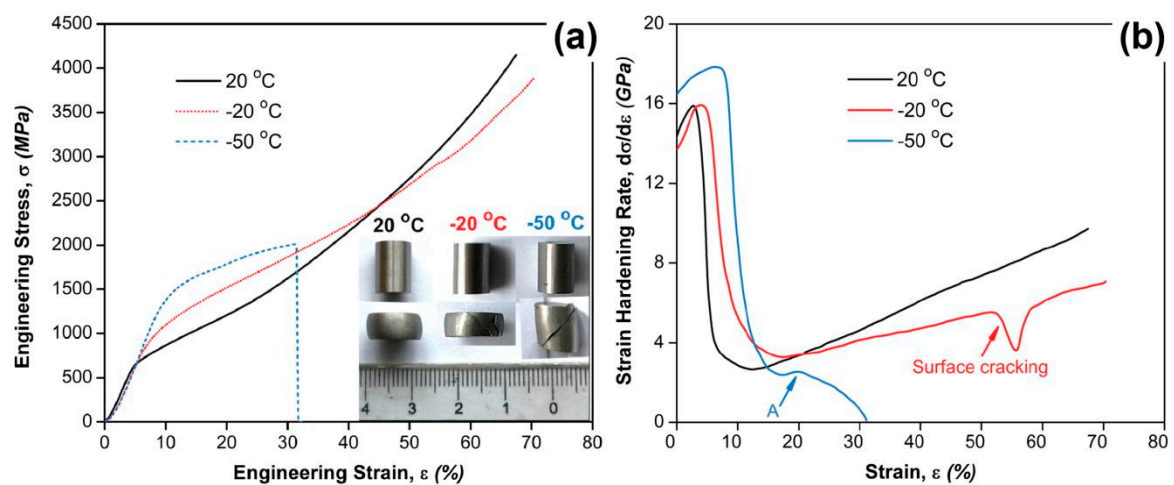 (a)
Engineering Stress, σ (MPa)
4500
4000
3500
3000
2500
2000
1500
1000
500
0
20 °C
-20 °C
-50 °C
20 °C -20 °C -50 °C
4 3 2 1 0
0 10 20 30 40 50 60 70 80
Engineering Strain, ε (%)
(b)
Strain Hardening Rate, dσ/dε (GPa)
20
16
12
8
4
0
20 °C
-20 °C
-50 °C
Surface cracking
A
0 10 20 30 40 50 60 70 80
Strain, ε (%)